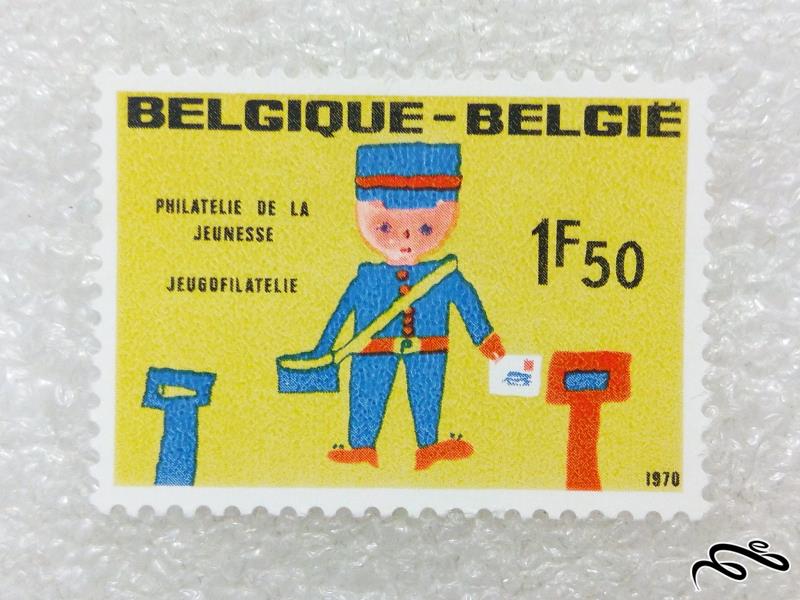 BELGIQUE-BELGIË
PHILATELIE DE LA
JEUNESSE
JEUGDFILATELIE
1F50
1970